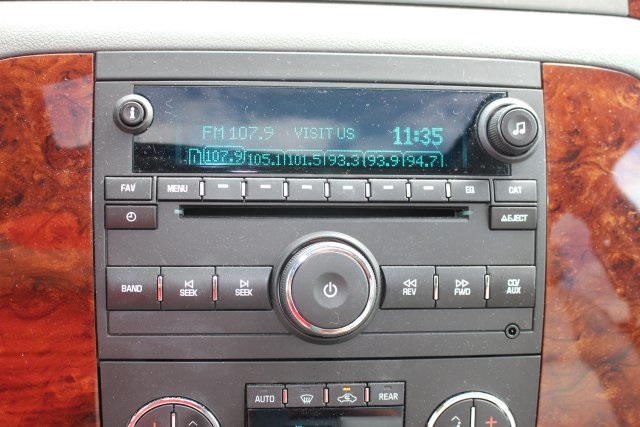 i
FM 107.9 VISIT US 11:35
107.9 105.1 101.5 93.3 93.9 94.7
FAV MENU EQ CAT
EJECT
BAND SEEK SEEK REV FWD CD/AUX
AUTO REAR